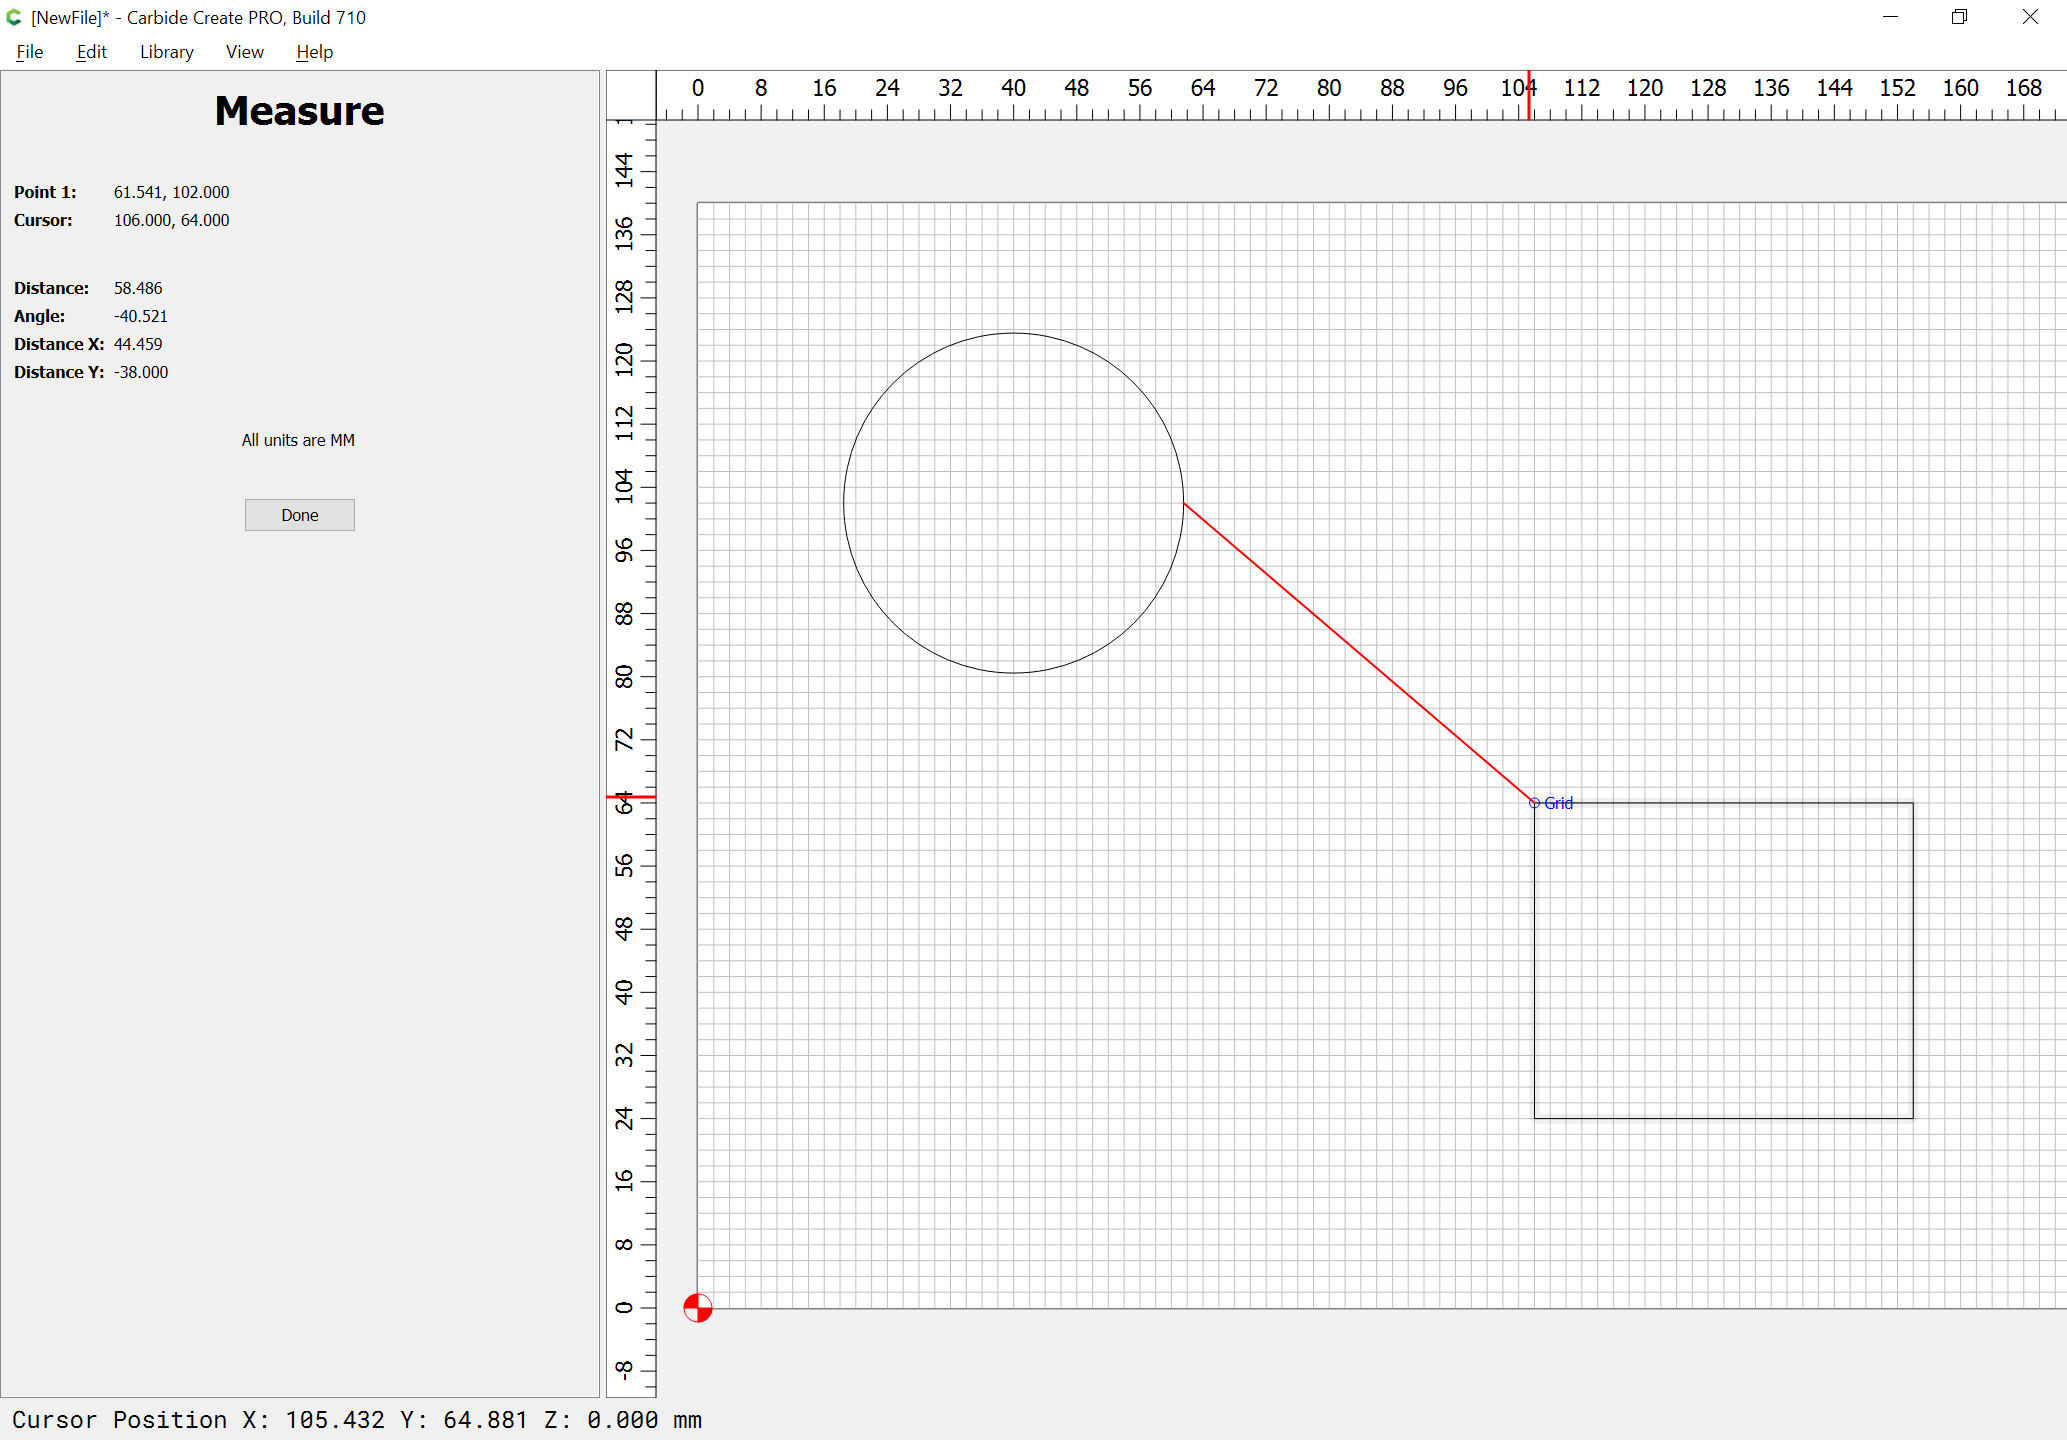 [NewFile]* - Carbide Create PRO, Build 710
File Edit Library View Help
Measure
Point 1: 61.541, 102.000
Cursor: 106.000, 64.000
Distance: 58.486
Angle: -40.521
Distance X: 44.459
Distance Y: -38.000
All units are MM
Done
0 8 16 24 32 40 48 56 64 72 80 88 96 104 112 120 128 136 144 152 160 168
144
136
128
120
112
104
96
88
80
72
64
56
48
40
32
24
16
8
0
-8
Grid
Cursor Position X: 105.432 Y: 64.881 Z: 0.000 mm